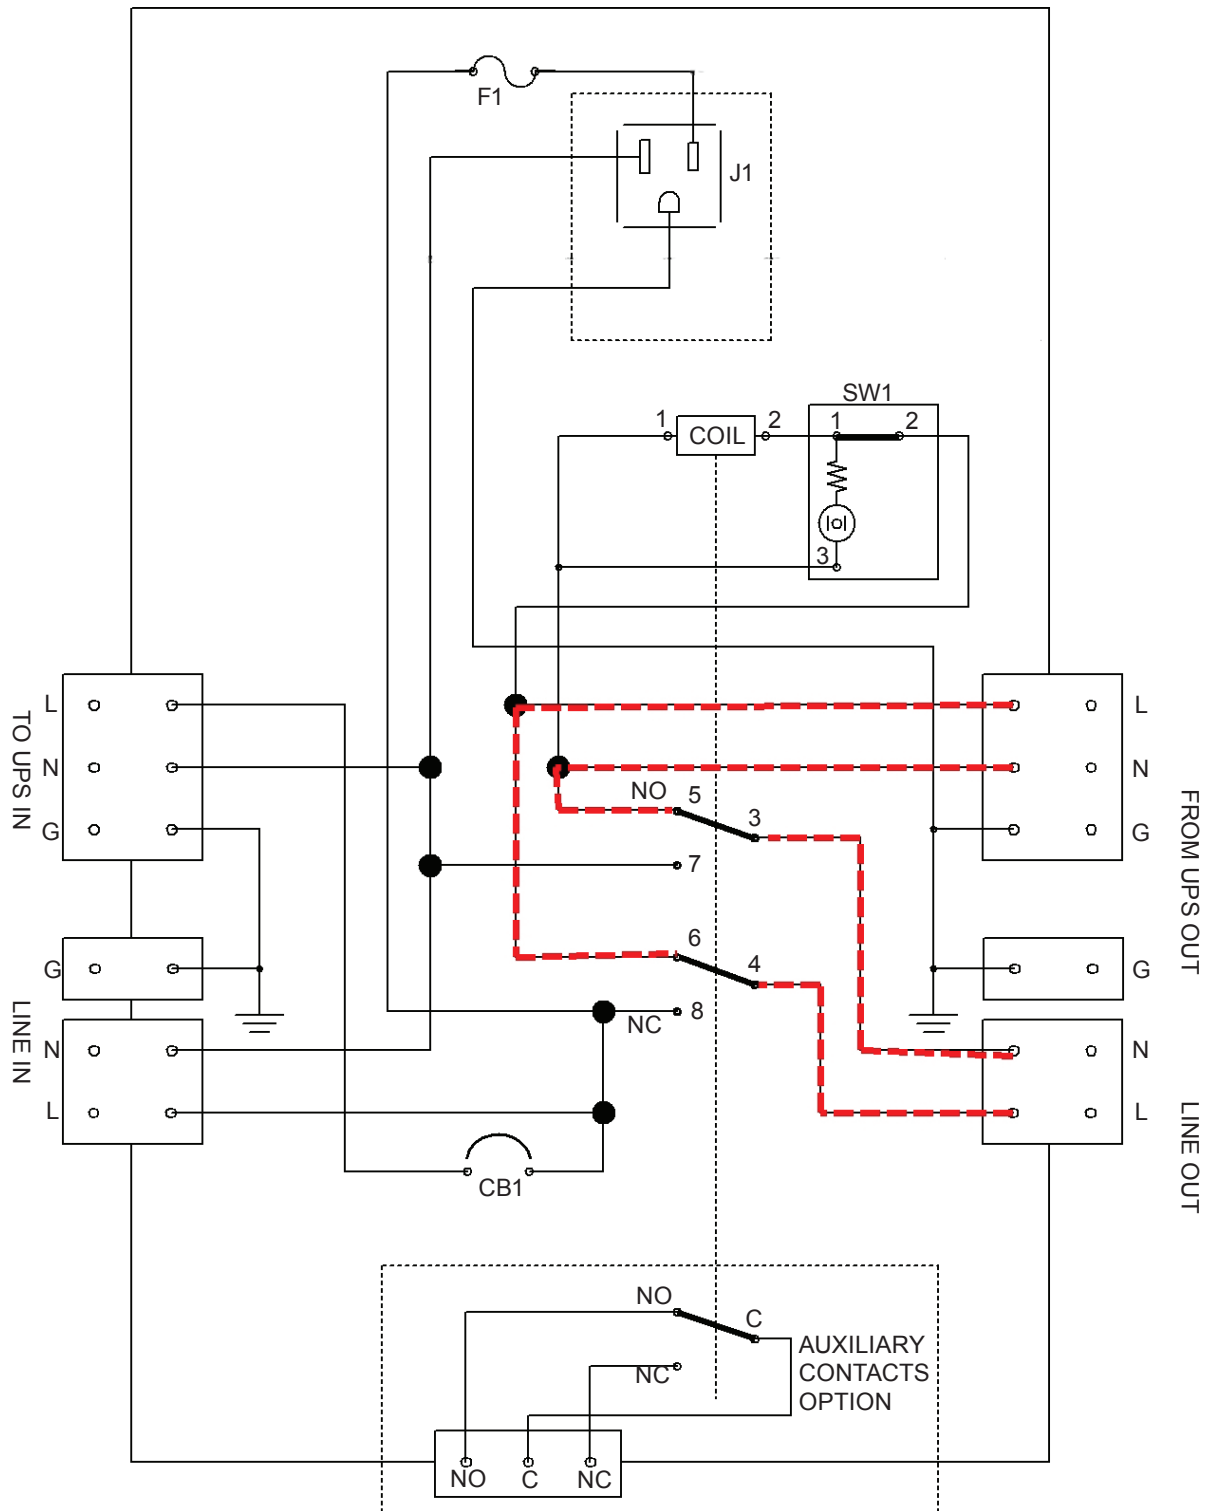 F1
J1
SW1
1
COIL
2
1
2
3
L
N
G
TO UPS IN
L
N
G
FROM UPS OUT
NO
5
3
7
6
4
NC
8
G
G
N
L
LINE IN
N
L
LINE OUT
CB1
NO
C
NC
AUXILIARY
CONTACTS
OPTION
NO
C
NC